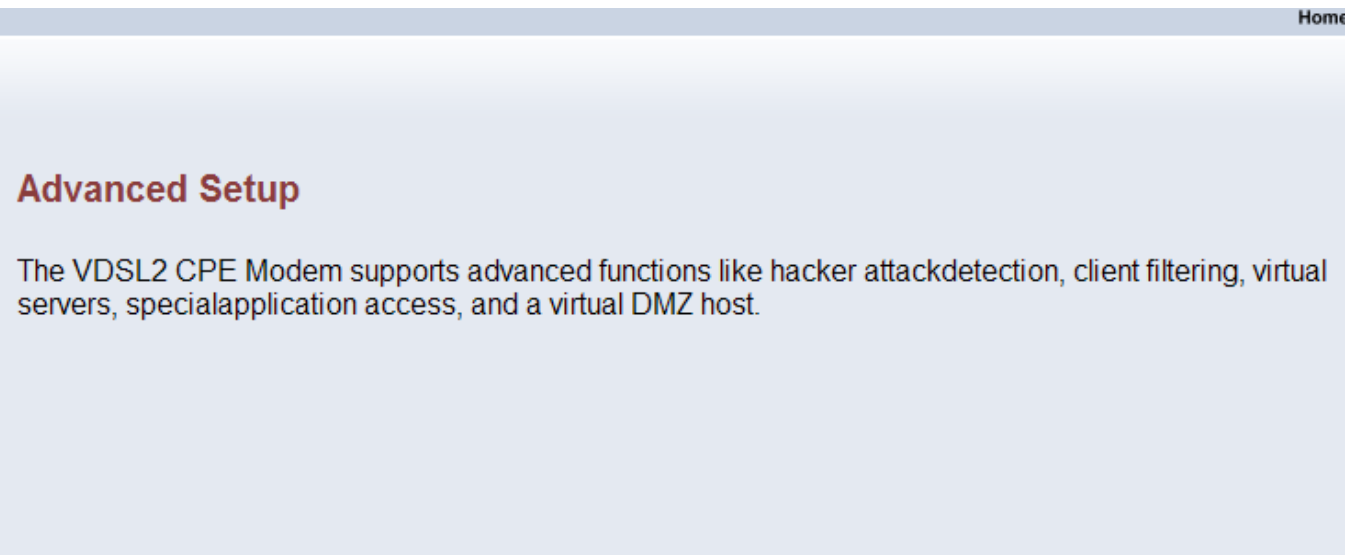 Home
Advanced Setup
The VDSL2 CPE Modem supports advanced functions like hacker attackdetection, client filtering, virtual
servers, specialapplication access, and a virtual DMZ host.